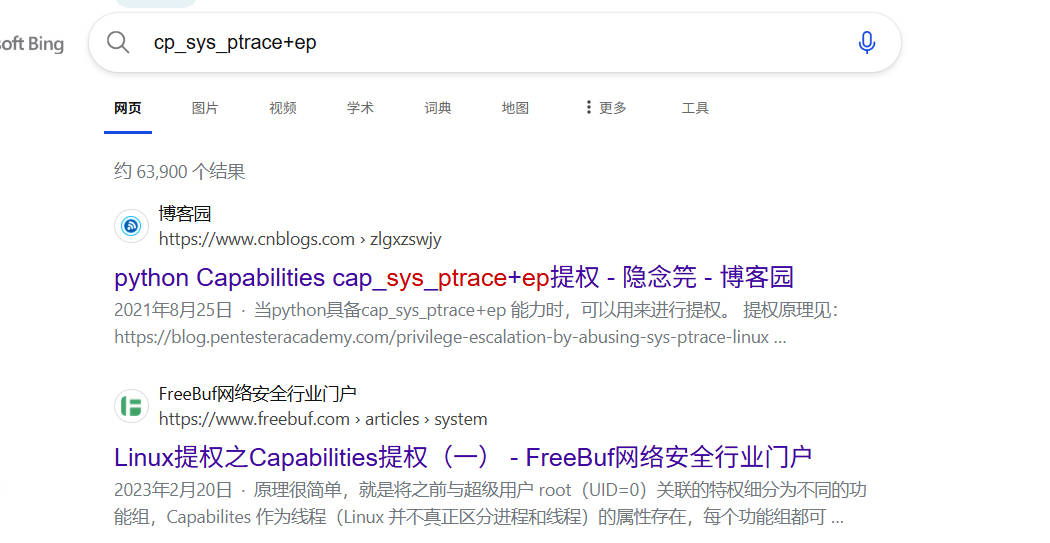 soft Bing
cp_sys_ptrace+ep
网页 图片 视频 学术 词典 地图 更多 工具
约 63,900 个结果
博客园
https://www.cnblogs.com › zlgxzswjy
python Capabilities cap_sys_ptrace+ep提权 - 隐念笎 - 博客园
2021年8月25日 · 当python具备cap_sys_ptrace+ep 能力时，可以用来进行提权。 提权原理见：
https://blog.pentesteracademy.com/privilege-escalation-by-abusing-sys-ptrace-linux ...
FreeBuf网络安全行业门户
https://www.freebuf.com › articles › system
Linux提权之Capabilities提权（一） - FreeBuf网络安全行业门户
2023年2月20日 · 原理很简单，就是将之前与超级用户 root（UID=0）关联的特权细分为不同的功
能组，Capabilites 作为线程（Linux 并不真正区分进程和线程）的属性存在，每个功能组都可 ...